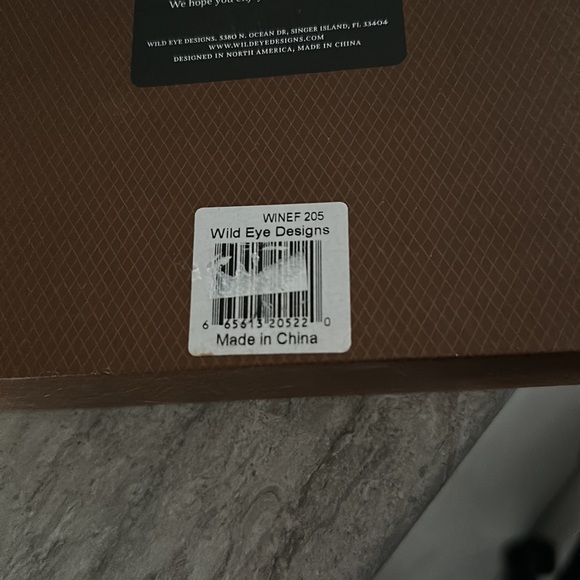 We hope you enjoy
WILD EYE DESIGNS, 5380 N. OCEAN DR, SINGER ISLAND, FL 33404
WWW.WILDEYEDESIGNS.COM
DESIGNED IN NORTH AMERICA, MADE IN CHINA
WINEF 205
Wild Eye Designs
6 65613 20522 0
Made in China